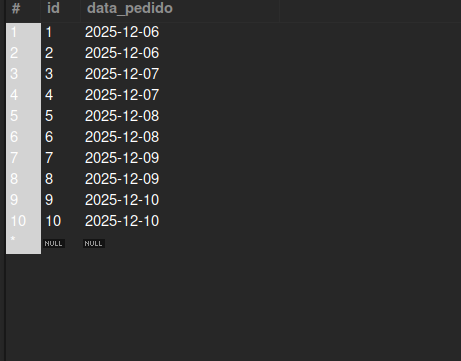 # id data_pedido
1 1 2025-12-06
2 2 2025-12-06
3 3 2025-12-07
4 4 2025-12-07
5 5 2025-12-08
6 6 2025-12-08
7 7 2025-12-09
8 8 2025-12-09
9 9 2025-12-10
10 10 2025-12-10
* NULL NULL